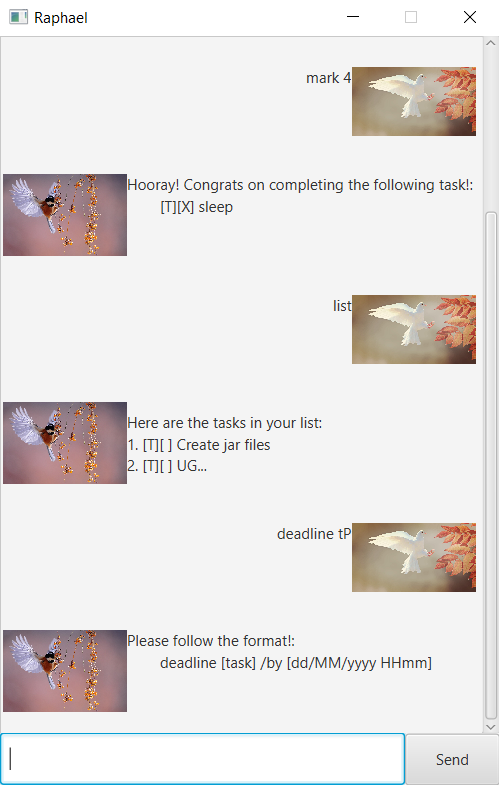 Raphael
mark 4
Hooray! Congrats on completing the following task!:
[T][X] sleep
list
Here are the tasks in your list:
1. [T][ ] Create jar files
2. [T][ ] UG...
deadline tP
Please follow the format!:
deadline [task] /by [dd/MM/yyyy HHmm]
Send